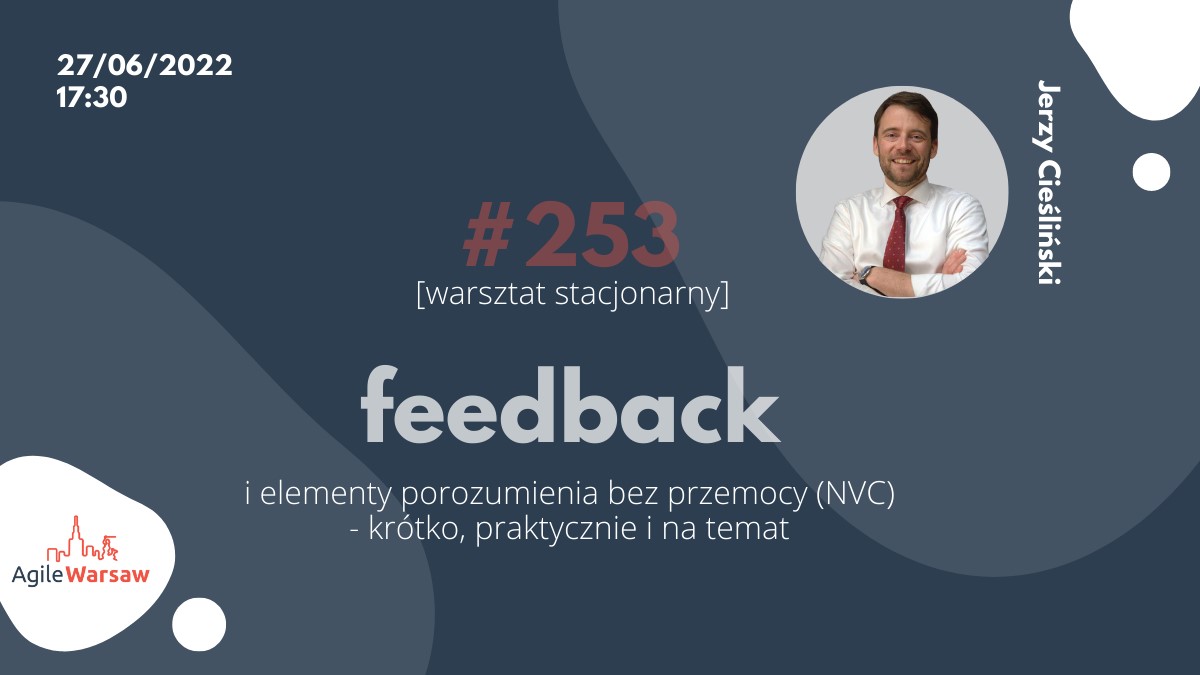 27/06/2022
17:30
Jerzy Cieśliński
#253
[warsztat stacjonarny]
feedback
i elementy porozumienia bez przemocy (NVC)
- krótko, praktycznie i na temat
AgileWarsaw